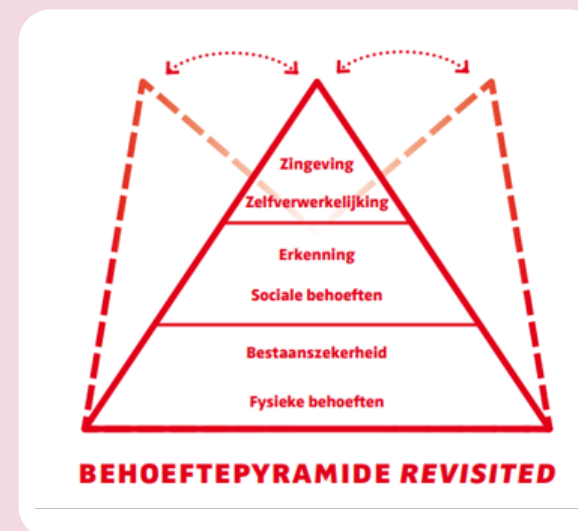 Zingeving
Zelfverwerkelijking
Erkenning
Sociale behoeften
Bestaanszekerheid
Fysieke behoeften
BEHOEFTEPYRAMIDE REVISITED